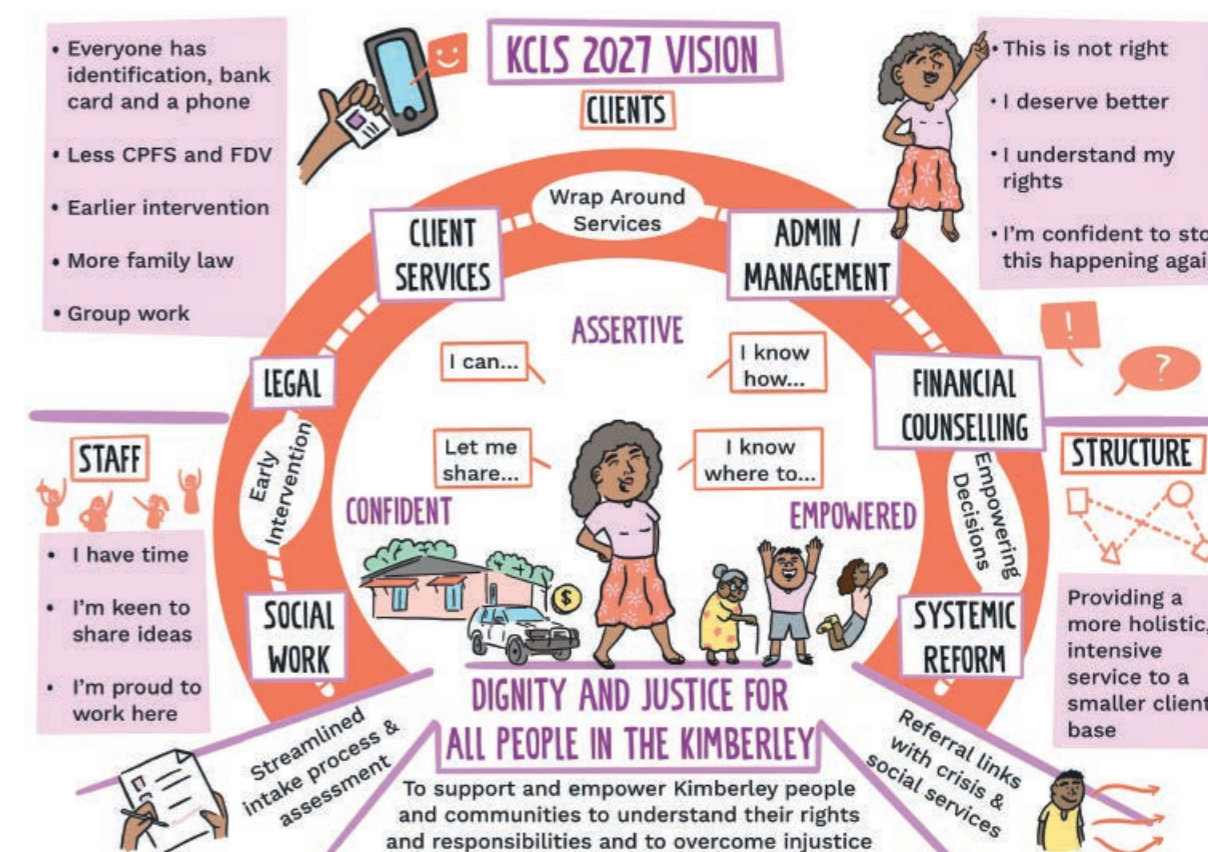 KCLS 2027 VISION
CLIENTS
• Everyone has
identification, bank
card and a phone
• Less CPFS and FDV
• Earlier intervention
• More family law
• Group work
• This is not right
• I deserve better
• I understand my
rights
• I'm confident to sto
this happening agai
!
?
Wrap Around
Services
CLIENT
SERVICES
ADMIN /
MANAGEMENT
LEGAL
FINANCIAL
COUNSELLING
Early
Intervention
Empowering
Decisions
SOCIAL
WORK
SYSTEMIC
REFORM
ASSERTIVE
I can...
I know
how...
Let me
share...
I know
where to...
CONFIDENT
EMPOWERED
$
STAFF
• I have time
• I'm keen to
share ideas
• I'm proud to
work here
STRUCTURE
Providing a
more holistic,
intensive
service to a
smaller client
base
Streamlined
intake process &
assessment
DIGNITY AND JUSTICE FOR
ALL PEOPLE IN THE KIMBERLEY
To support and empower Kimberley people
and communities to understand their rights
and responsibilities and to overcome injustice
Referral links
with crisis &
social services